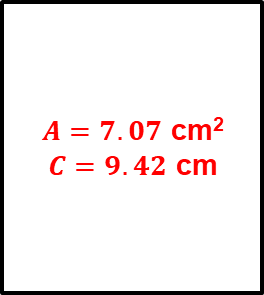 A = 7.07 cm²
C = 9.42 cm